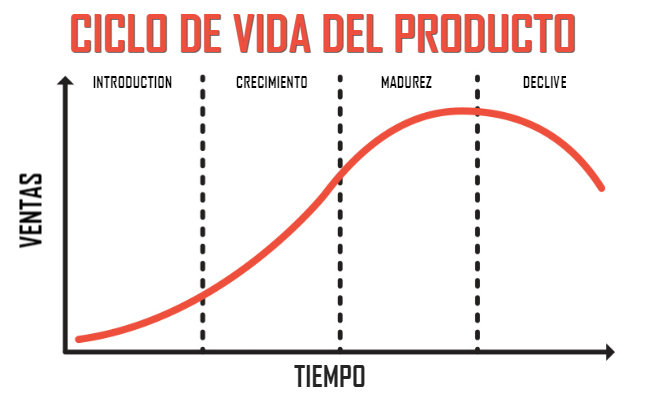 CICLO DE VIDA DEL PRODUCTO
INTRODUCTION CRECIMIENTO MADUREZ DECLIVE
VENTAS
TIEMPO